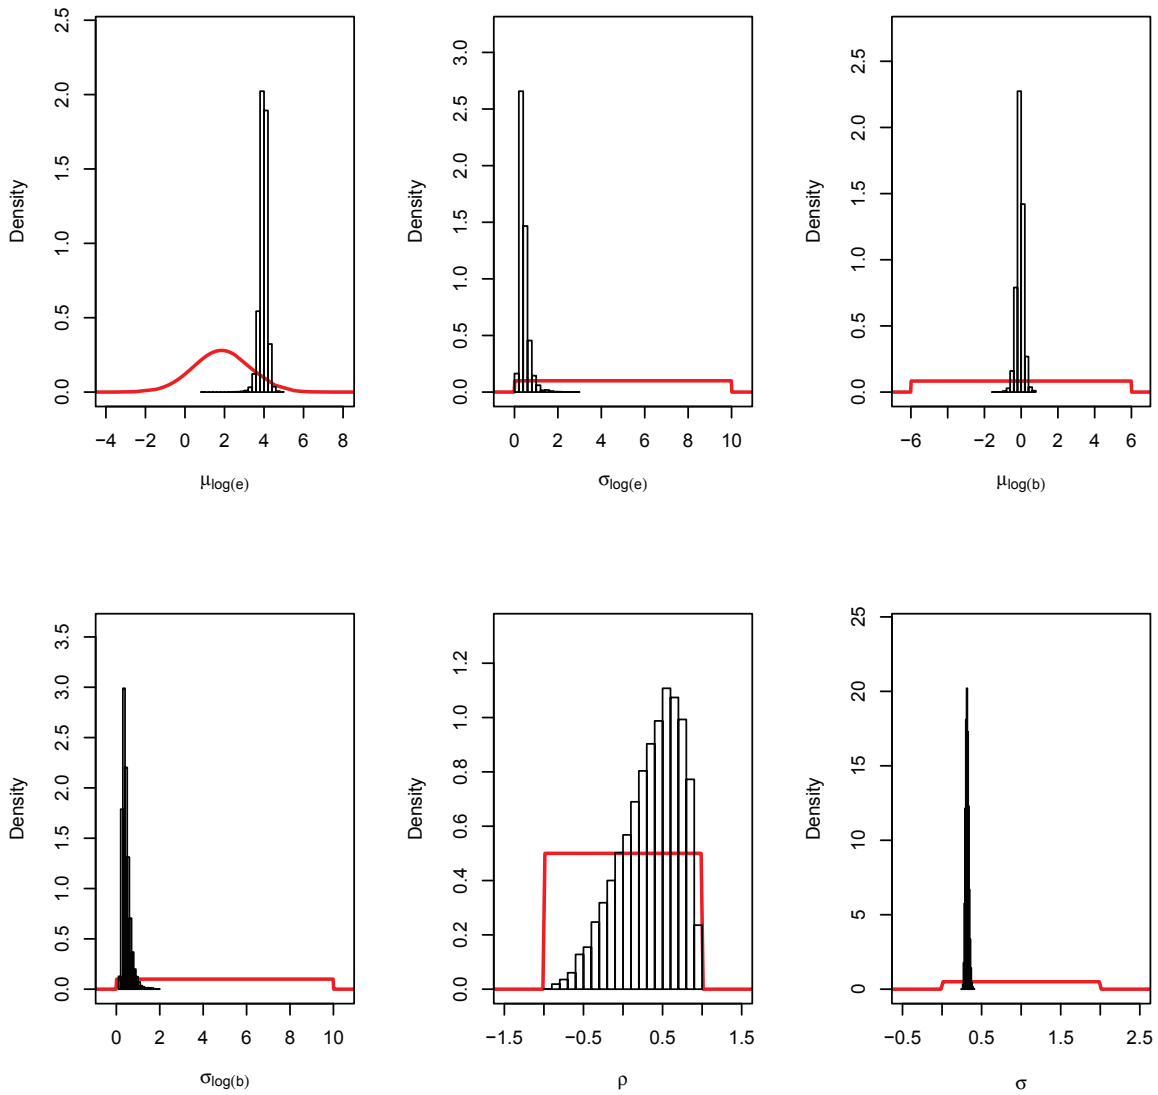 Density
0.0 0.5 1.0 1.5 2.0 2.5
−4 −2 0 2 4 6 8
μlog(e)
Density
0.0 0.5 1.0 1.5 2.0 2.5 3.0
0 2 4 6 8 10
σlog(e)
Density
0.0 0.5 1.0 1.5 2.0 2.5
−6 −2 0 2 4 6
μlog(b)
Density
0.0 0.5 1.0 1.5 2.0 2.5 3.0 3.5
0 2 4 6 8 10
σlog(b)
Density
0.0 0.2 0.4 0.6 0.8 1.0 1.2
−1.5 −0.5 0.5 1.5
ρ
Density
0 5 10 15 20 25
−0.5 0.5 1.5 2.5
σ